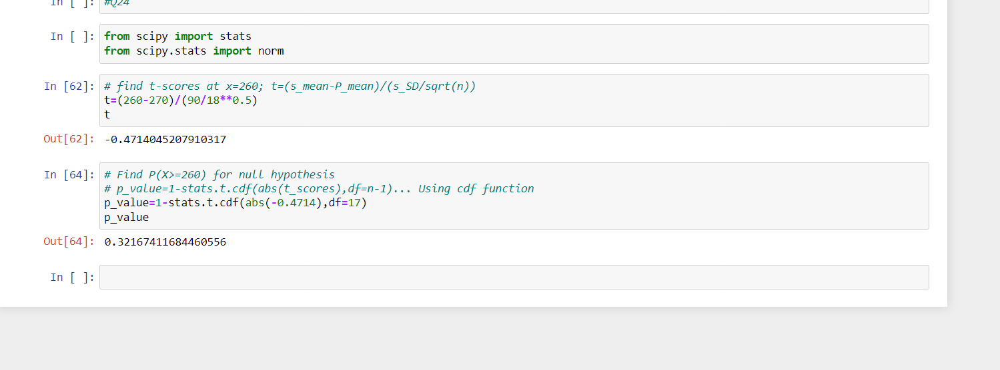 In [ ]: #Q24
In [ ]: from scipy import stats
from scipy.stats import norm
In [62]: # find t-scores at x=260; t=(s_mean-P_mean)/(s_SD/sqrt(n))
t=(260-270)/(90/18**0.5)
t
Out[62]: -0.4714045207910317
In [64]: # Find P(X>=260) for null hypothesis
# p_value=1-stats.t.cdf(abs(t_scores),df=n-1)... Using cdf function
p_value=1-stats.t.cdf(abs(-0.4714),df=17)
p_value
Out[64]: 0.32167411684460556
In [ ]: